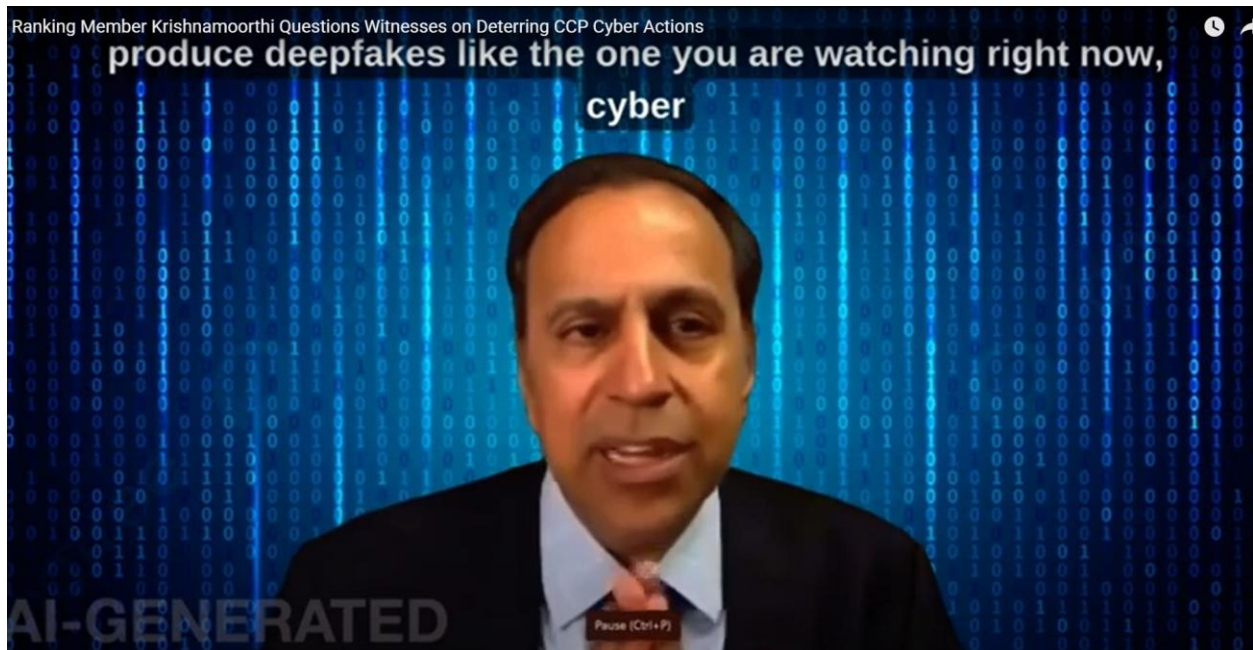 Ranking Member Krishnamoorthi Questions Witnesses on Deterring CCP Cyber Actions
produce deepfakes like the one you are watching right now,
cyber
AI-GENERATED
Pause (Ctrl+P)